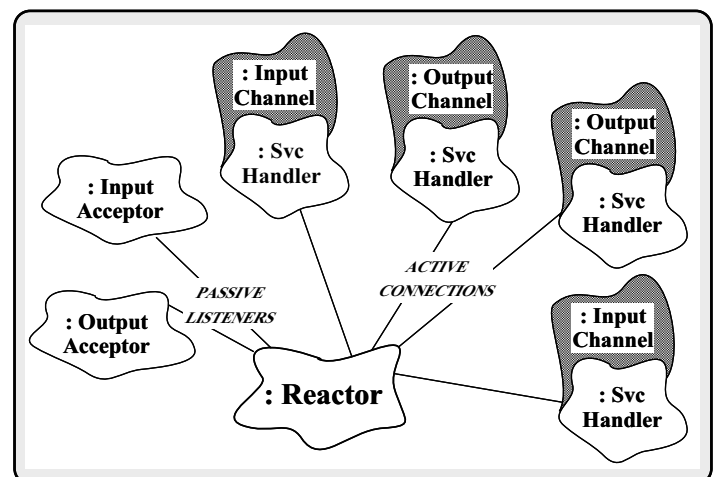 : Input
Channel
: Svc
Handler
: Output
Channel
: Svc
Handler
: Output
Channel
: Svc
Handler
: Input
Acceptor
PASSIVE
LISTENERS
ACTIVE
CONNECTIONS
: Output
Acceptor
: Reactor
: Input
Channel
: Svc
Handler